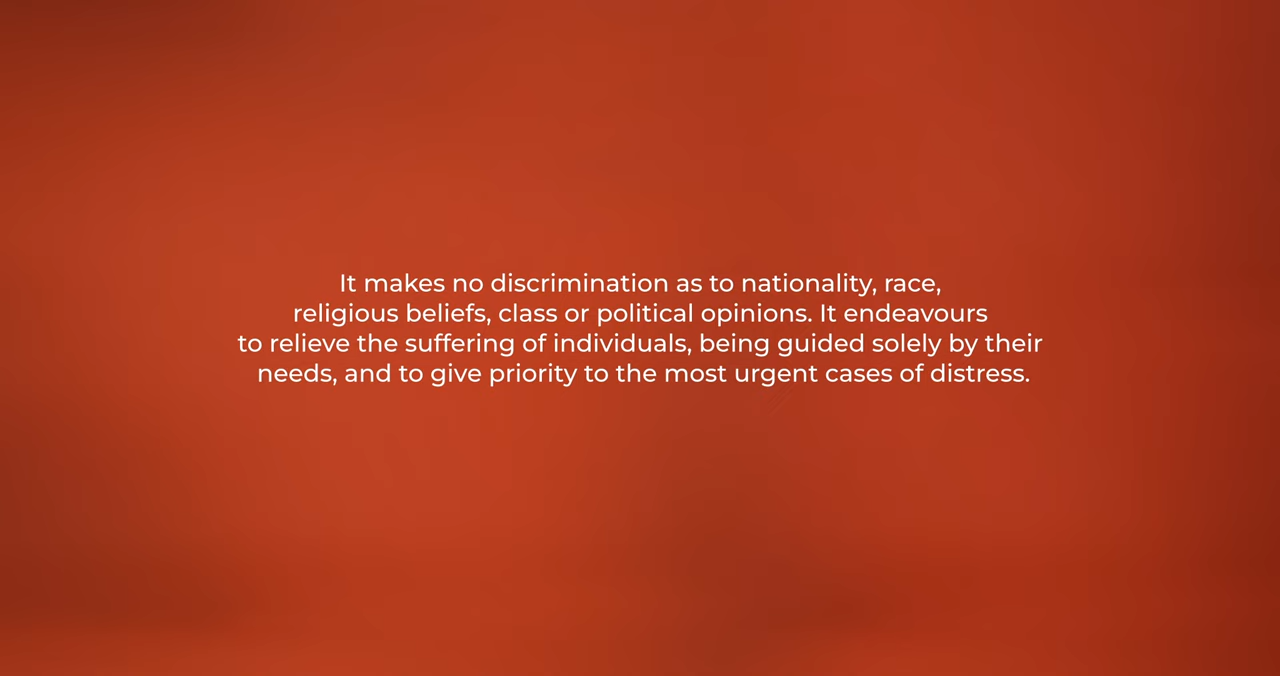 It makes no discrimination as to nationality, race,
religious beliefs, class or political opinions. It endeavours
to relieve the suffering of individuals, being guided solely by their
needs, and to give priority to the most urgent cases of distress.